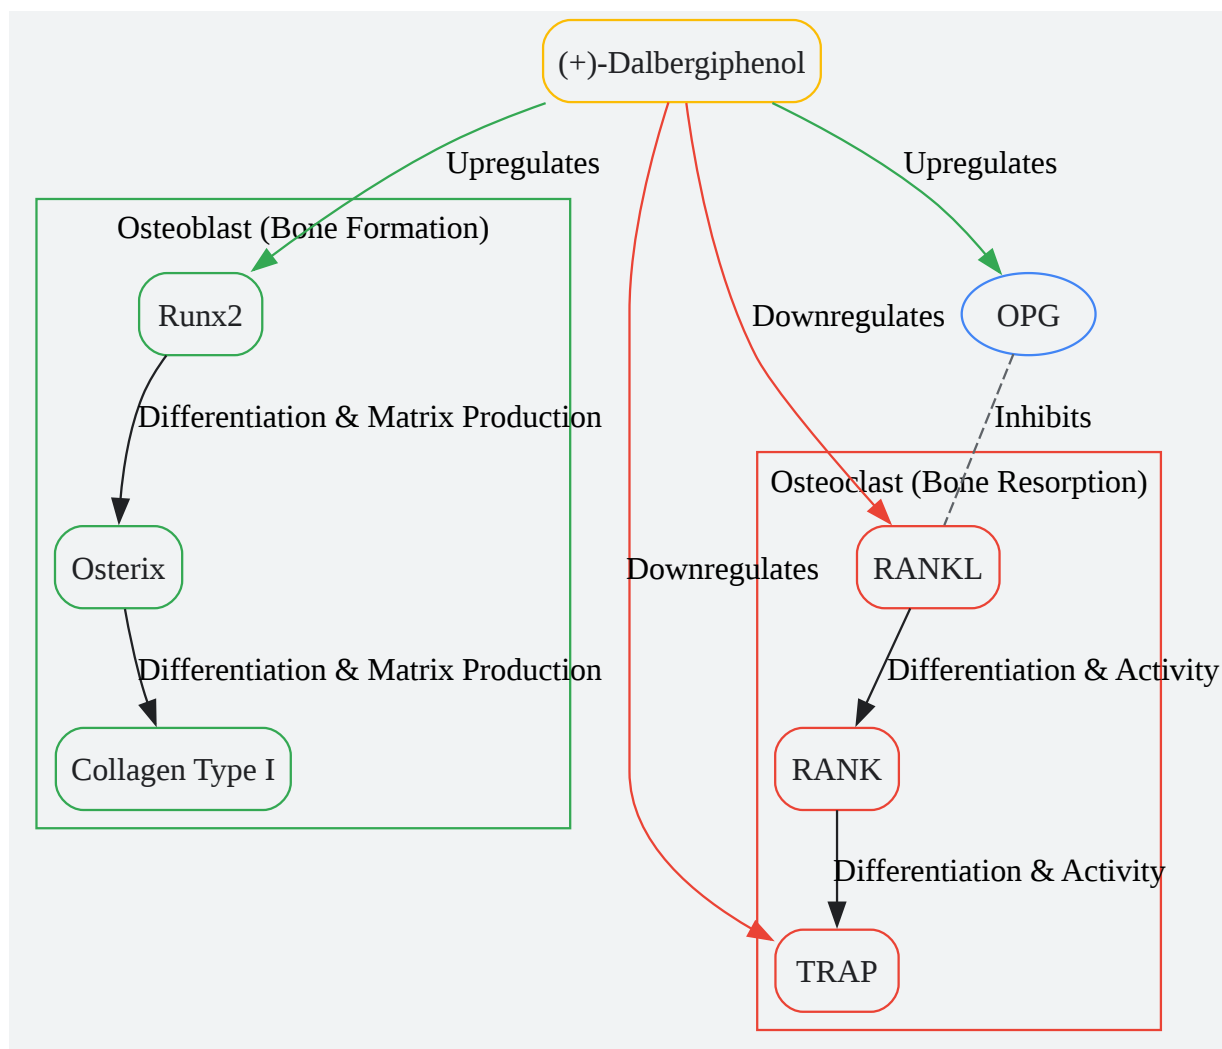 (+)-Dalbergiphenol
Upregulates
Upregulates
Osteoblast (Bone Formation)
Runx2
Downregulates
OPG
Differentiation & Matrix Production
Inhibits
Osteoclast (Bone Resorption)
Osterix
Downregulates
RANKL
Differentiation & Matrix Production
Differentiation & Activity
Collagen Type I
RANK
Differentiation & Activity
TRAP